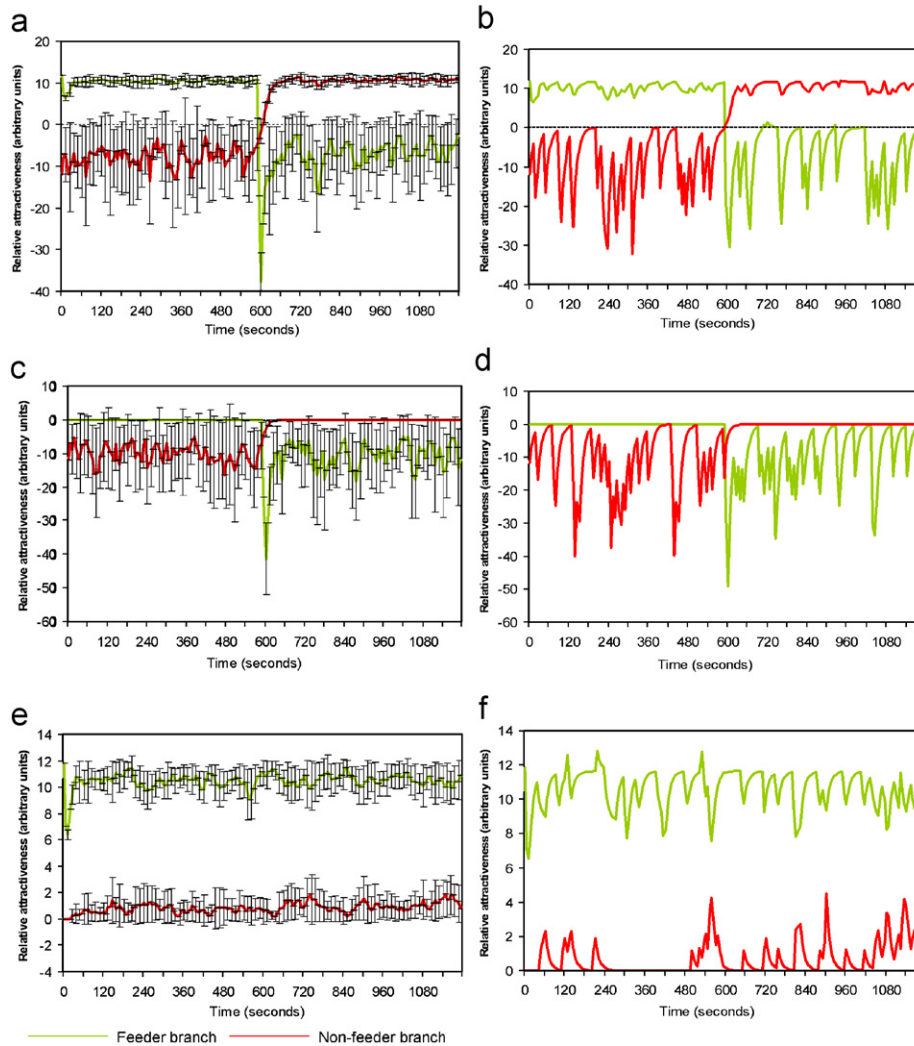 a
Relative attractiveness (arbitrary units)
20
10
0
-10
-20
-30
-40
0 120 240 360 480 600 720 840 960 1080
Time (seconds)
b
Relative attractiveness (arbitrary units)
20
10
0
-10
-20
-30
-40
0 120 240 360 480 600 720 840 960 1080
Time (seconds)
c
Relative attractiveness (arbitrary units)
10
0
-10
-20
-30
-40
-50
-60
0 120 240 360 480 600 720 840 960 1080
Time (seconds)
d
Relative attractiveness (arbitrary units)
10
0
-10
-20
-30
-40
-50
-60
0 120 240 360 480 600 720 840 960 1080
Time (seconds)
e
Relative attractiveness (arbitrary units)
14
12
10
8
6
4
2
0
-2
-4
0 120 240 360 480 600 720 840 960 1080
Time (seconds)
f
Relative attractiveness (arbitrary units)
14
12
10
8
6
4
2
0
0 120 240 360 480 600 720 840 960 1080
Time (seconds)
Feeder branch Non-feeder branch